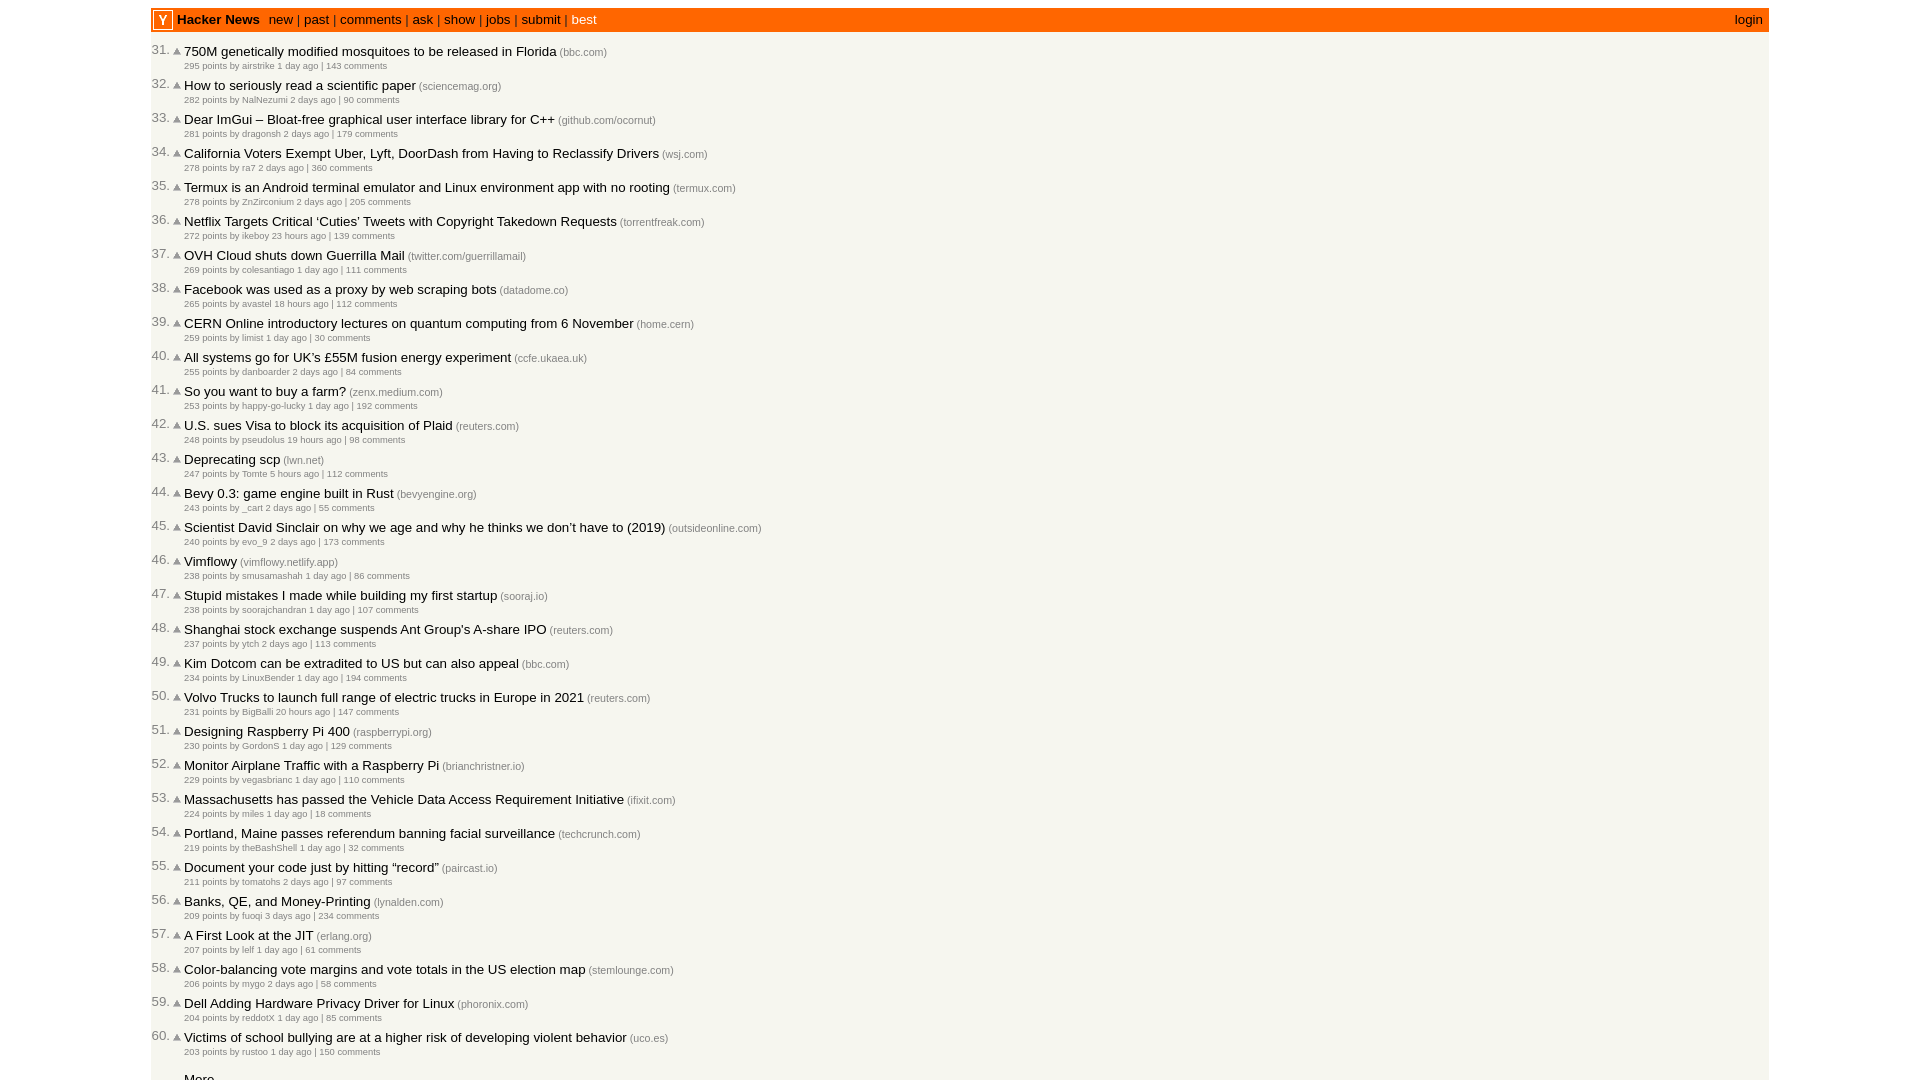 Y Hacker News new | past | comments | ask | show | jobs | submit | best login
31. 750M genetically modified mosquitoes to be released in Florida (bbc.com)
295 points by airstrike 1 day ago | 143 comments
32. How to seriously read a scientific paper (sciencemag.org)
282 points by NalNezumi 2 days ago | 90 comments
33. Dear ImGui – Bloat-free graphical user interface library for C++ (github.com/ocornut)
281 points by dragonsh 2 days ago | 179 comments
34. California Voters Exempt Uber, Lyft, DoorDash from Having to Reclassify Drivers (wsj.com)
278 points by ra7 2 days ago | 360 comments
35. Termux is an Android terminal emulator and Linux environment app with no rooting (termux.com)
278 points by ZnZirconium 2 days ago | 205 comments
36. Netflix Targets Critical ‘Cuties’ Tweets with Copyright Takedown Requests (torrentfreak.com)
272 points by ikeboy 23 hours ago | 139 comments
37. OVH Cloud shuts down Guerrilla Mail (twitter.com/guerrillamail)
269 points by colesantiago 1 day ago | 111 comments
38. Facebook was used as a proxy by web scraping bots (datadome.co)
265 points by avastel 18 hours ago | 112 comments
39. CERN Online introductory lectures on quantum computing from 6 November (home.cern)
259 points by limist 1 day ago | 30 comments
40. All systems go for UK’s £55M fusion energy experiment (ccfe.ukaea.uk)
255 points by danboarder 2 days ago | 84 comments
41. So you want to buy a farm? (zenx.medium.com)
253 points by happy-go-lucky 1 day ago | 192 comments
42. U.S. sues Visa to block its acquisition of Plaid (reuters.com)
248 points by pseudolus 19 hours ago | 98 comments
43. Deprecating scp (lwn.net)
247 points by Tomte 5 hours ago | 112 comments
44. Bevy 0.3: game engine built in Rust (bevyengine.org)
243 points by _cart 2 days ago | 55 comments
45. Scientist David Sinclair on why we age and why he thinks we don’t have to (2019) (outsideonline.com)
240 points by evo_9 2 days ago | 173 comments
46. Vimflowy (vimflowy.netlify.app)
238 points by smusamashah 1 day ago | 86 comments
47. Stupid mistakes I made while building my first startup (sooraj.io)
238 points by soorajchandran 1 day ago | 107 comments
48. Shanghai stock exchange suspends Ant Group's A-share IPO (reuters.com)
237 points by ytch 2 days ago | 113 comments
49. Kim Dotcom can be extradited to US but can also appeal (bbc.com)
234 points by LinuxBender 1 day ago | 194 comments
50. Volvo Trucks to launch full range of electric trucks in Europe in 2021 (reuters.com)
231 points by BigBalli 20 hours ago | 147 comments
51. Designing Raspberry Pi 400 (raspberrypi.org)
230 points by GordonS 1 day ago | 129 comments
52. Monitor Airplane Traffic with a Raspberry Pi (brianchristner.io)
229 points by vegasbrianc 1 day ago | 110 comments
53. Massachusetts has passed the Vehicle Data Access Requirement Initiative (ifixit.com)
224 points by miles 1 day ago | 18 comments
54. Portland, Maine passes referendum banning facial surveillance (techcrunch.com)
219 points by theBashShell 1 day ago | 32 comments
55. Document your code just by hitting “record” (paircast.io)
211 points by tomatohs 2 days ago | 97 comments
56. Banks, QE, and Money-Printing (lynalden.com)
209 points by fuoqi 3 days ago | 234 comments
57. A First Look at the JIT (erlang.org)
207 points by lelf 1 day ago | 61 comments
58. Color-balancing vote margins and vote totals in the US election map (stemlounge.com)
206 points by mygo 2 days ago | 58 comments
59. Dell Adding Hardware Privacy Driver for Linux (phoronix.com)
204 points by reddotX 1 day ago | 85 comments
60. Victims of school bullying are at a higher risk of developing violent behavior (uco.es)
203 points by rustoo 1 day ago | 150 comments
More